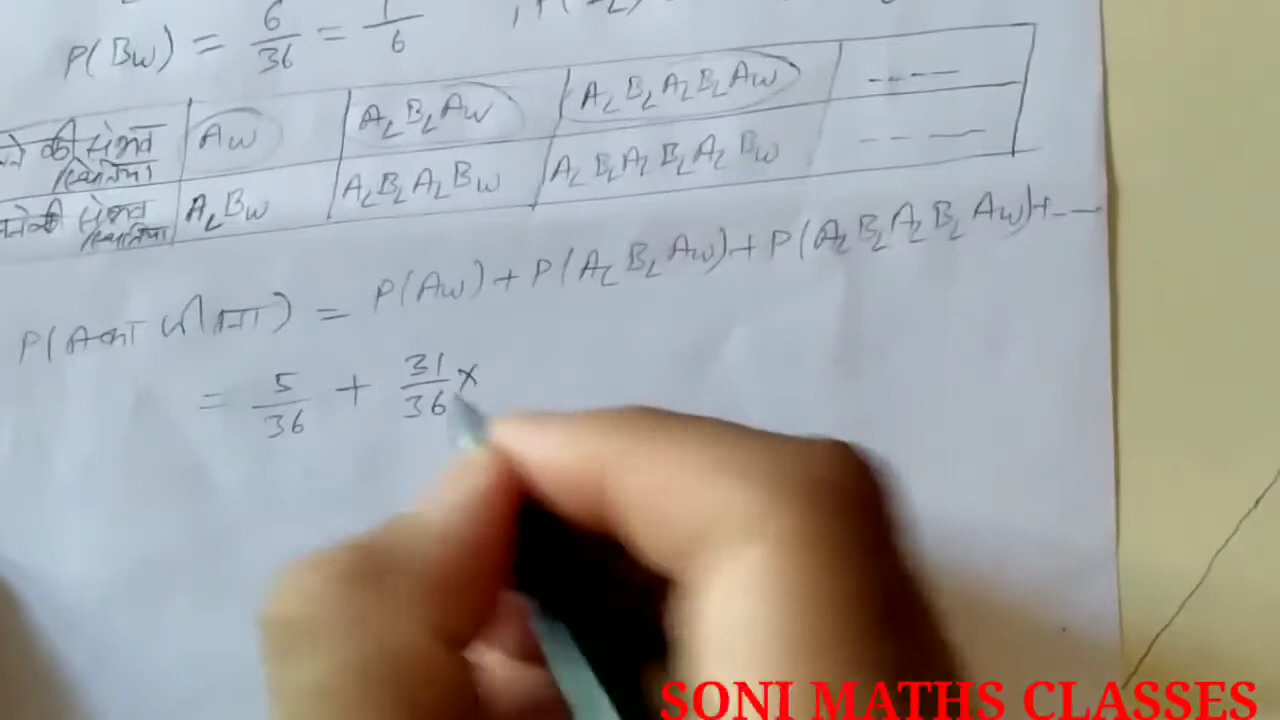 P(Bw) = 6/36 = 1/6
की संभव | Aw | A_L B_L Aw | A_L B_L A_L B_L Aw | ----
संभव | A_L Bw | A_L B_L A_L Bw | A_L B_L A_L B_L A_L Bw | ----
P(A का जीतना) = P(Aw) + P(A_L B_L Aw) + P(A_L B_L A_L B_L Aw) + ---
= 5/36 + 31/36 ×
SONI MATHS CLASSES